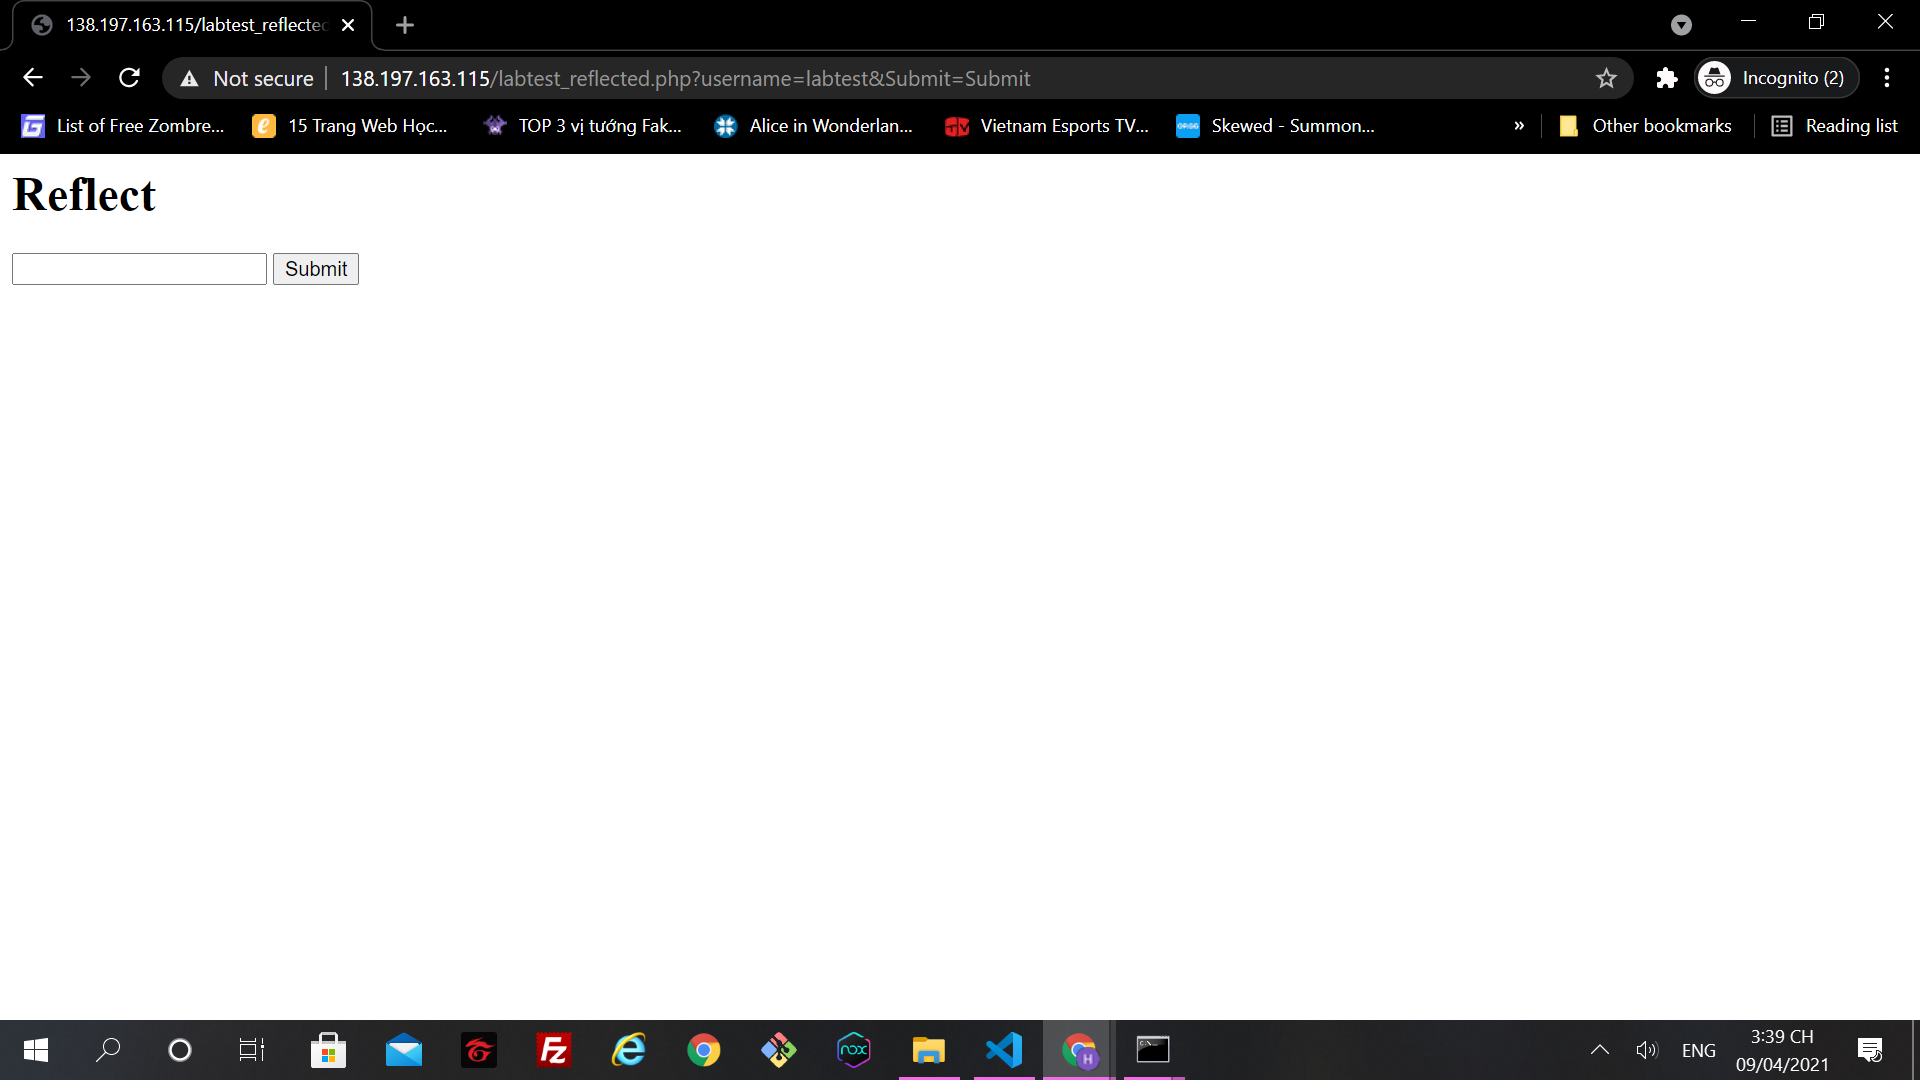 138.197.163.115/labtest_reflected
Not secure
138.197.163.115/labtest_reflected.php?username=labtest&Submit=Submit
Incognito (2)
List of Free Zombre...
15 Trang Web Học...
TOP 3 vị tướng Fak...
Alice in Wonderlan...
Vietnam Esports TV...
Skewed - Summon...
»
Other bookmarks
Reading list
Reflect
Submit
nox
H
ENG
3:39 CH
09/04/2021